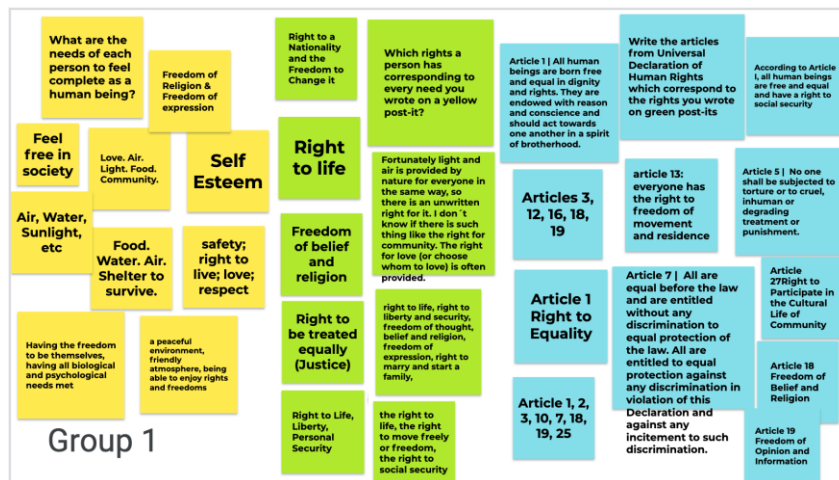 What are the
needs of each
person to feel
complete as a
human being?
Freedom of
Religion &
Freedom of
expression
Feel
free in
society
Love. Air.
Light. Food.
Community.
Self
Esteem
Air, Water,
Sunlight,
etc
Food.
Water. Air.
Shelter to
survive.
safety;
right to
live; love;
respect
Having the freedom
to be themselves,
having all biological
and psychological
needs met
a peaceful
environment,
friendly
atmosphere, being
able to enjoy rights
and freedoms
Group 1
Right to a
Nationality
and the
Freedom to
Change it
Which rights a
person has
corresponding to
every need you
wrote on a yellow
post-it?
Right
to life
Fortunately light and
air is provided by
nature for everyone in
the same way, so
there is an unwritten
right for it. I don´t
know if there is such
thing like the right for
community. The right
for love (or choose
whom to love) is often
provided.
Freedom
of belief
and
religion
Right to
be treated
equally
(Justice)
right to life, right to
liberty and security,
freedom of thought,
belief and religion,
freedom of
expression, right to
marry and start a
family,
Right to Life,
Liberty,
Personal
Security
the right to
life, the right
to move freely
or freedom,
the right to
social security
Article 1 | All human
beings are born free
and equal in dignity
and rights. They are
endowed with reason
and conscience and
should act towards
one another in a spirit
of brotherhood.
Write the articles
from Universal
Declaration of
Human Rights
which correspond to
the rights you wrote
on green post-its
According to Article
I, all human beings
are free and equal
and have a right to
social security
Articles 3,
12, 16, 18,
19
article 13:
everyone has
the right to
freedom of
movement
and residence
Article 5 | No one
shall be subjected to
torture or to cruel,
inhuman or
degrading
treatment or
punishment.
Article 1
Right to
Equality
Article 7 | All are
equal before the law
and are entitled
without any
discrimination to
equal protection of
the law. All are
entitled to equal
protection against
any discrimination in
violation of this
Declaration and
against any
incitement to such
discrimination.
Article
27Right to
Participate in
the Cultural
Life of
Community
Article 1, 2,
3, 10, 7, 18,
19, 25
Article 18
Freedom of
Belief and
Religion
Article 19
Freedom of
Opinion and
Information